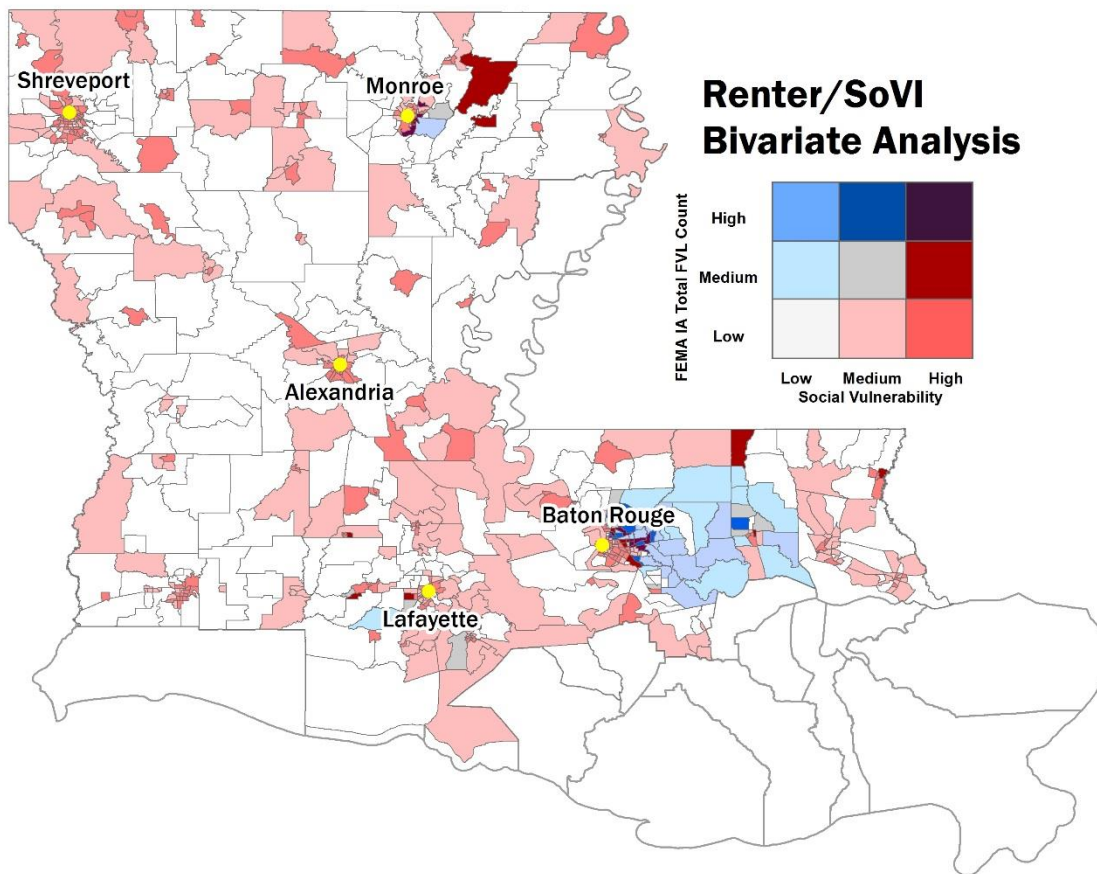 Shreveport
Monroe
Renter/SoVI
Bivariate Analysis
FEMA IA Total FVL Count
High
Medium
Low
Low
Medium
High
Social Vulnerability
Alexandria
Baton Rouge
Lafayette